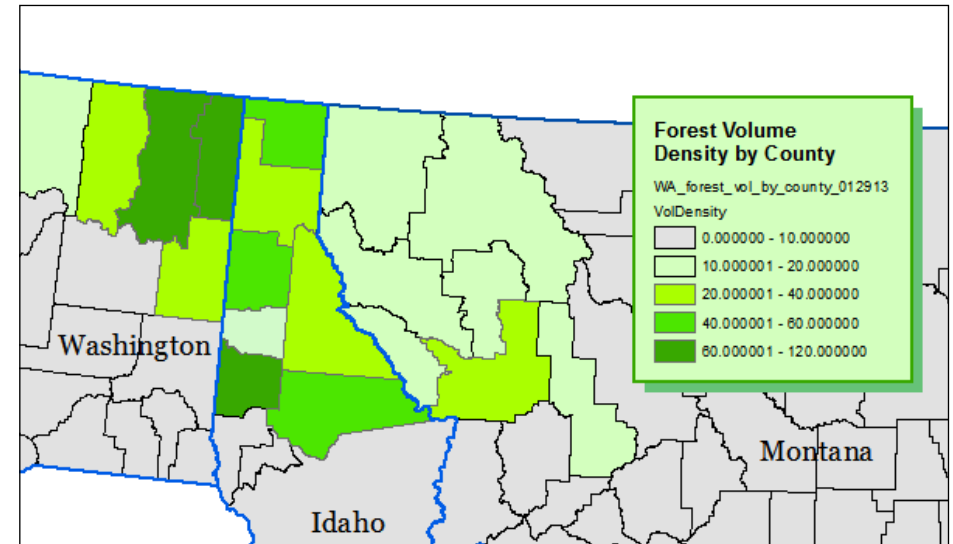 Forest Volume
Density by County
WA_forest_vol_by_county_012913
VolDensity
0.000000 - 10.000000
10.000001 - 20.000000
20.000001 - 40.000000
40.000001 - 60.000000
60.000001 - 120.000000
Washington
Montana
Idaho